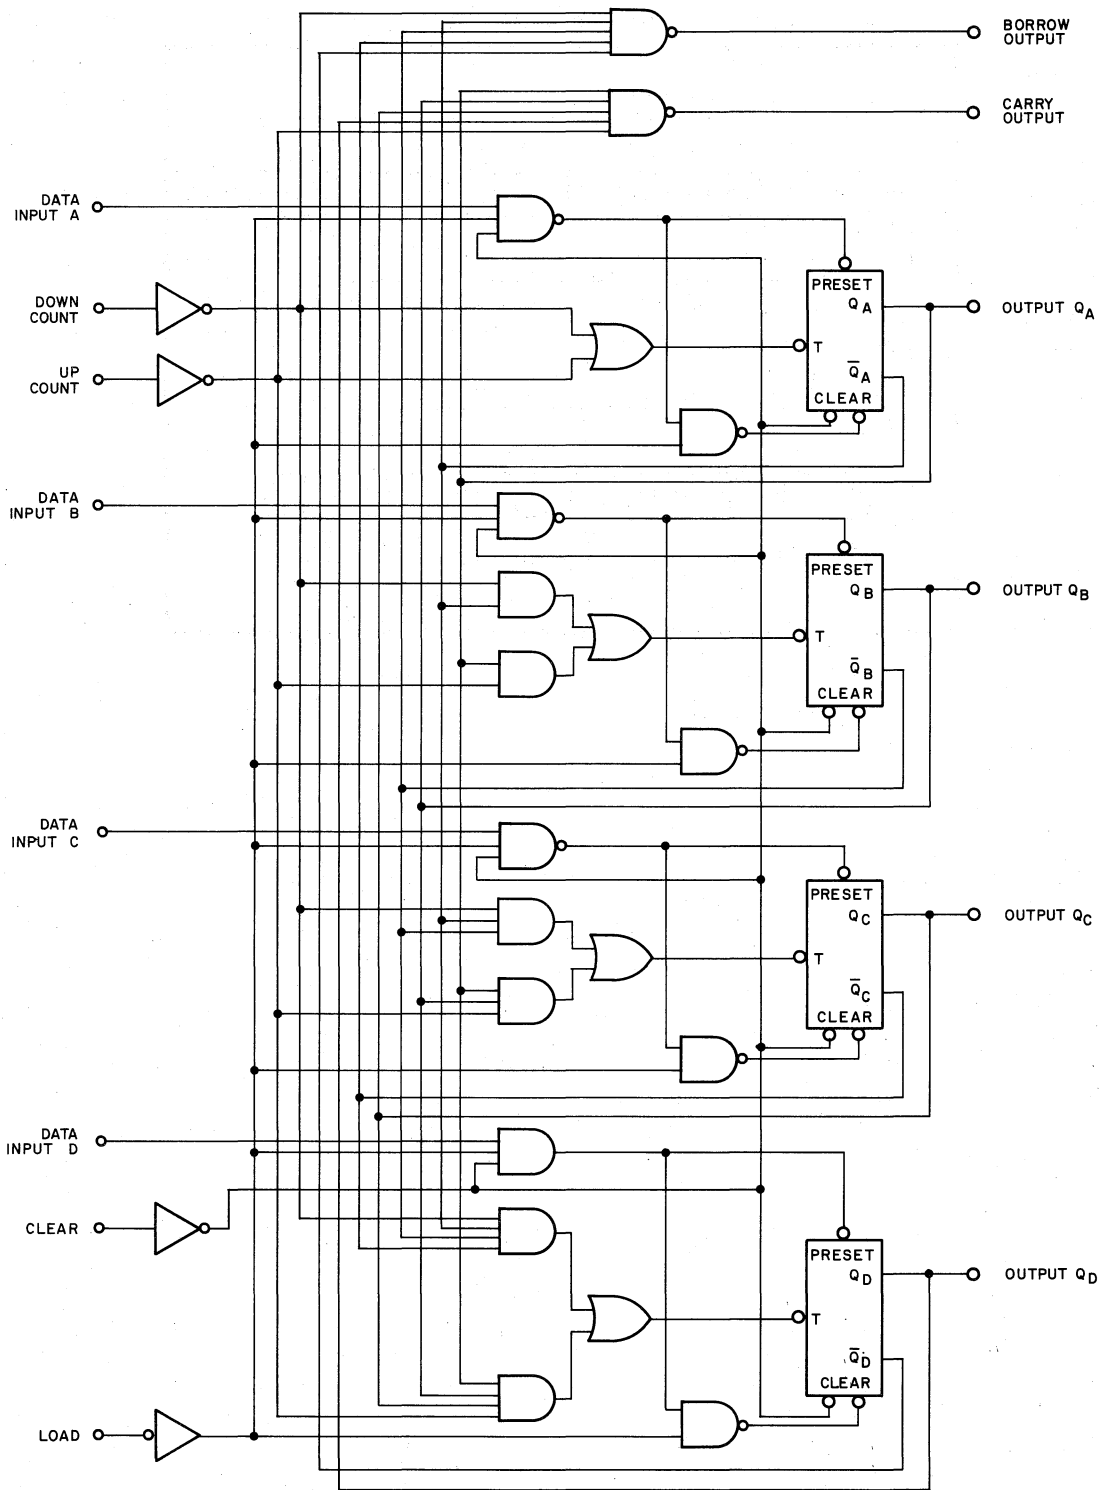 BORROW
OUTPUT
CARRY
OUTPUT
DATA
INPUT A
DOWN
COUNT
UP
COUNT
PRESET
QA
OUTPUT QA
T
Q̅A
CLEAR
DATA
INPUT B
PRESET
QB
OUTPUT QB
T
Q̅B
CLEAR
DATA
INPUT C
PRESET
QC
OUTPUT QC
T
Q̅C
CLEAR
DATA
INPUT D
CLEAR
PRESET
QD
OUTPUT QD
T
Q̅D
CLEAR
LOAD